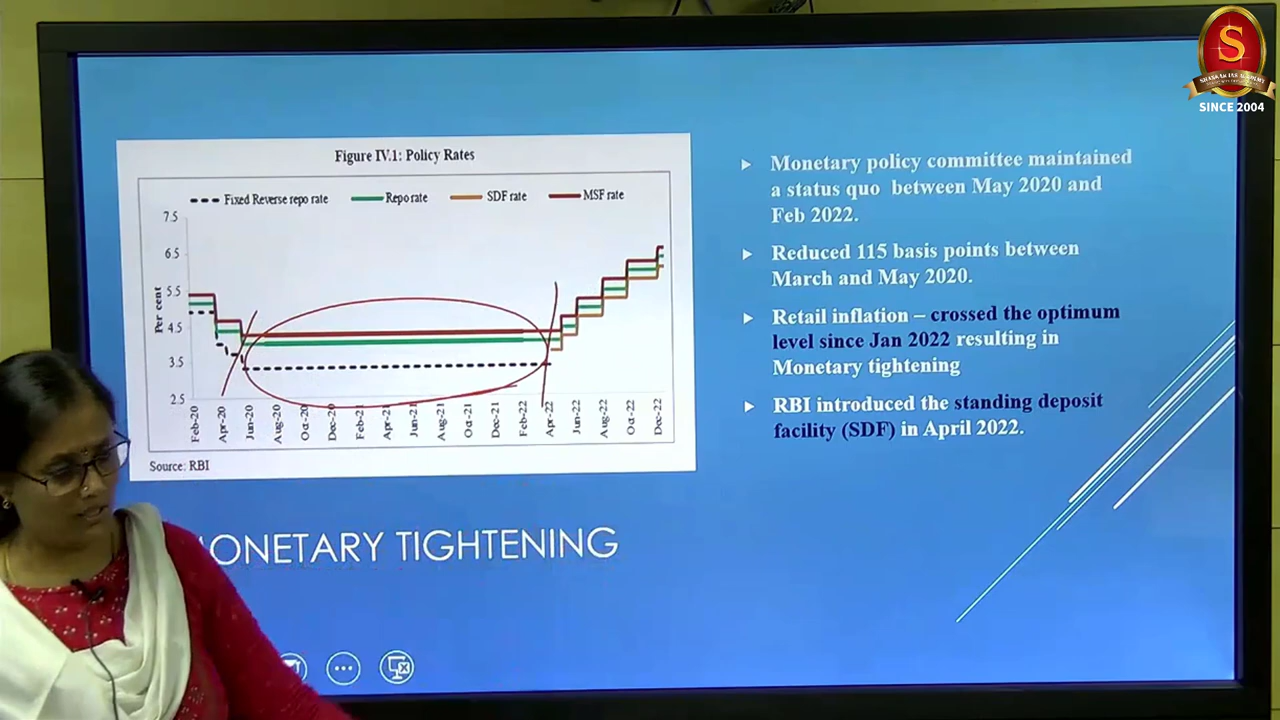 S
SHANKAR IAS ACADEMY
SINCE 2004
Figure IV.1: Policy Rates
Fixed Reverse repo rate Repo rate SDF rate MSF rate
Per cent
7.5
6.5
5.5
4.5
3.5
2.5
Feb-20 Apr-20 Jun-20 Aug-20 Oct-20 Dec-20 Feb-21 Apr-21 Jun-21 Aug-21 Oct-21 Dec-21 Feb-22 Apr-22 Jun-22 Aug-22 Oct-22 Dec-22
Source: RBI
Monetary policy committee maintained
a status quo between May 2020 and
Feb 2022.
Reduced 115 basis points between
March and May 2020.
Retail inflation – crossed the optimum
level since Jan 2022 resulting in
Monetary tightening
RBI introduced the standing deposit
facility (SDF) in April 2022.
ONETARY TIGHTENING